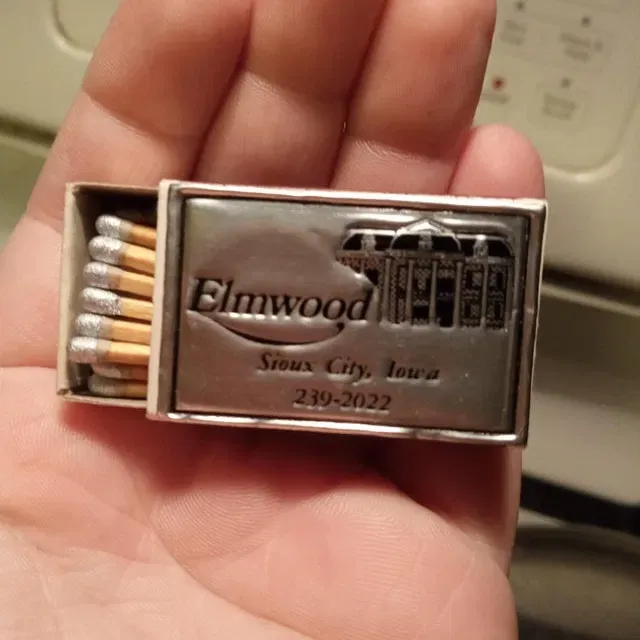 Elmwood
Sioux City, Iowa
239-2022